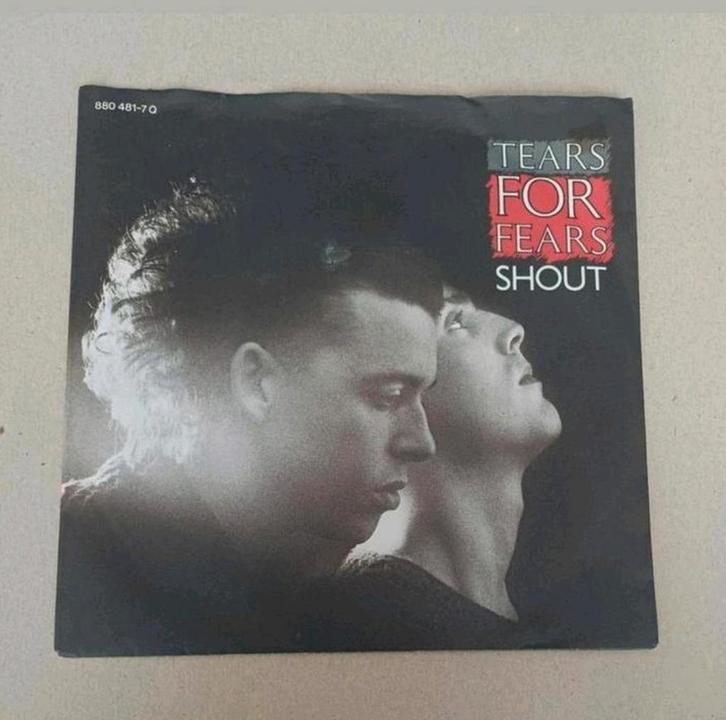 880 481-7 Q
TEARS
FOR
FEARS
SHOUT